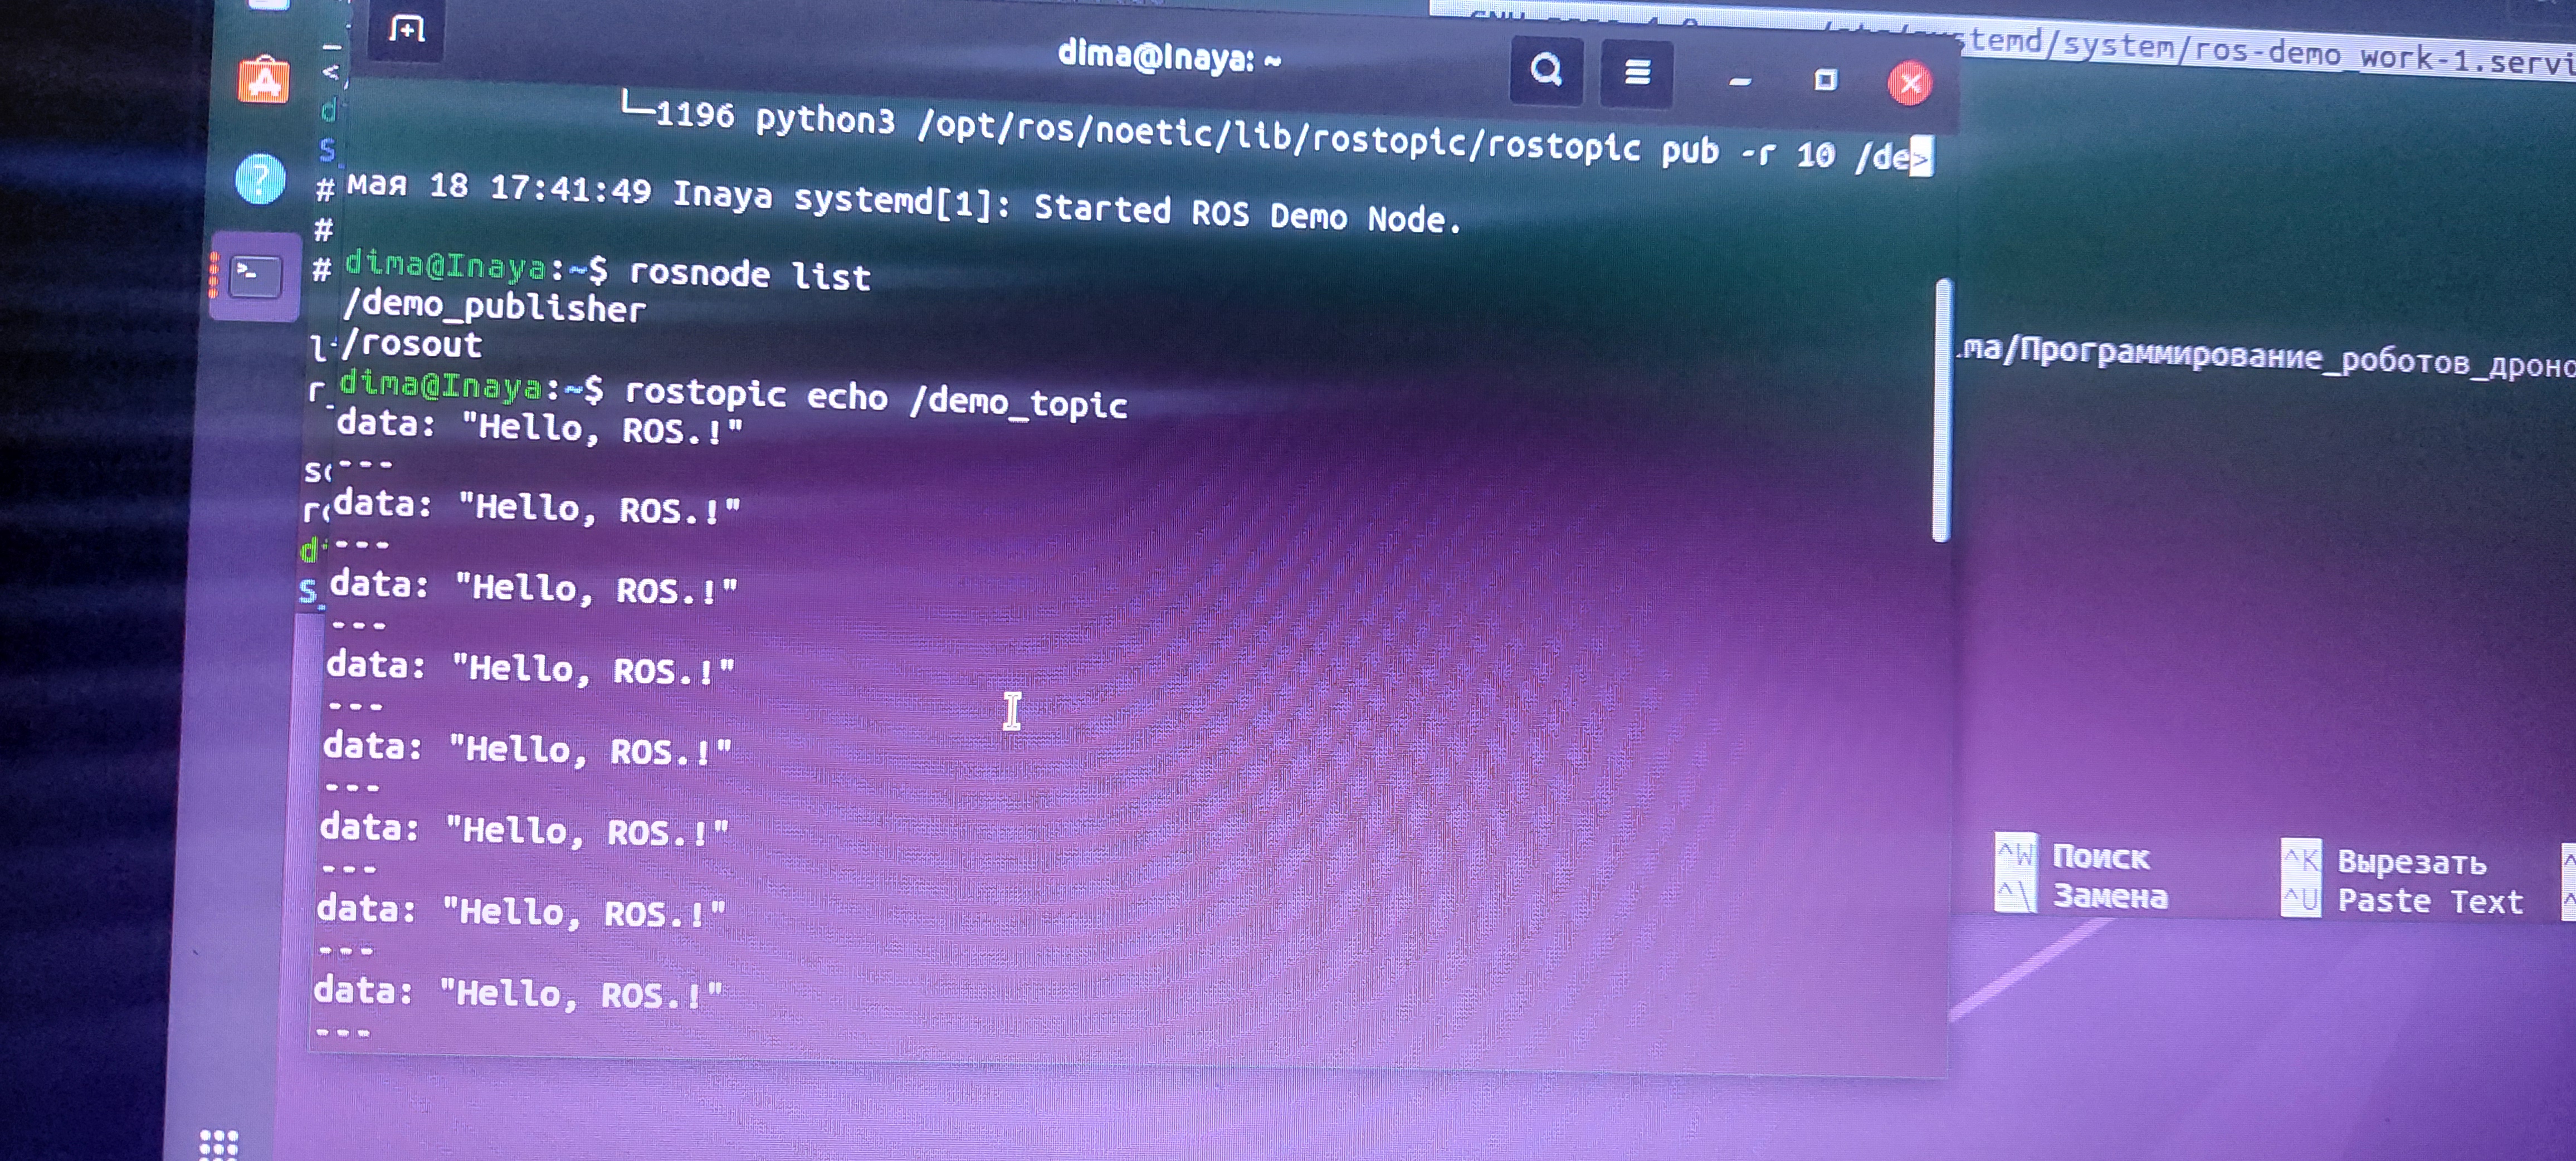 dima@Inaya: ~
└─1196 python3 /opt/ros/noetic/lib/rostopic/rostopic pub -r 10 /de>
мая 18 17:41:49 Inaya systemd[1]: Started ROS Demo Node.
dima@Inaya:~$ rosnode list
/demo_publisher
/rosout
dima@Inaya:~$ rostopic echo /demo_topic
data: "Hello, ROS.!"
---
data: "Hello, ROS.!"
---
data: "Hello, ROS.!"
---
data: "Hello, ROS.!"
---
data: "Hello, ROS.!"
---
data: "Hello, ROS.!"
---
data: "Hello, ROS.!"
---
data: "Hello, ROS.!"
---
temd/system/ros-demo_work-1.servi
ma/Программирование_роботов_дроно
^W Поиск
^K Вырезать
^\ Замена
^U Paste Text
#
#
#